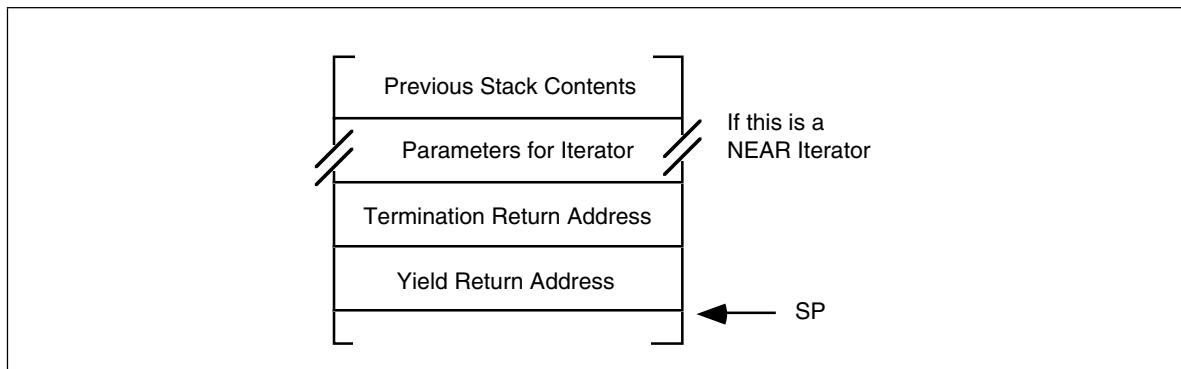 Previous Stack Contents
If this is a
NEAR Iterator
Parameters for Iterator
Termination Return Address
Yield Return Address
SP